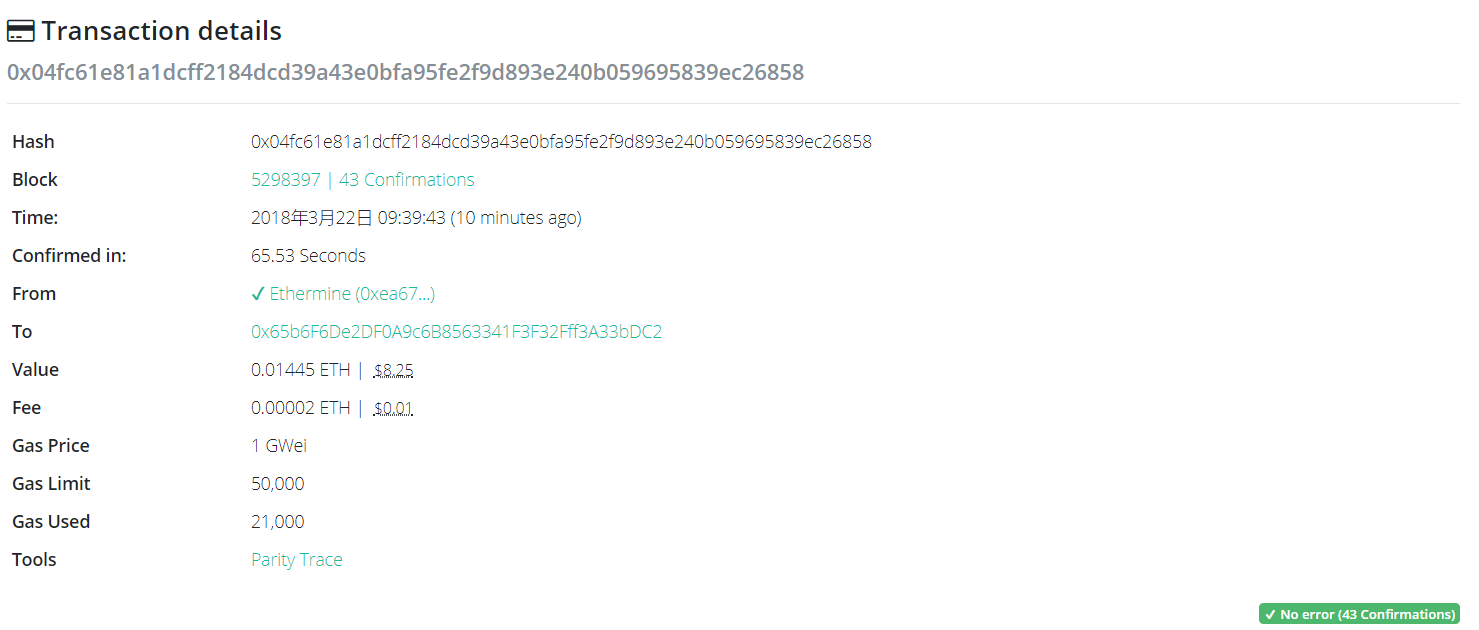 Transaction details
0x04fc61e81a1dcff2184dcd39a43e0bfa95fe2f9d893e240b059695839ec26858
Hash 0x04fc61e81a1dcff2184dcd39a43e0bfa95fe2f9d893e240b059695839ec26858
Block 5298397 | 43 Confirmations
Time: 2018年3月22日 09:39:43 (10 minutes ago)
Confirmed in: 65.53 Seconds
From ✓ Ethermine (0xea67...)
To 0x65b6F6De2DF0A9c6B8563341F3F32Fff3A33bDC2
Value 0.01445 ETH | $8.25
Fee 0.00002 ETH | $0.01
Gas Price 1 GWei
Gas Limit 50,000
Gas Used 21,000
Tools Parity Trace
✓ No error (43 Confirmations)